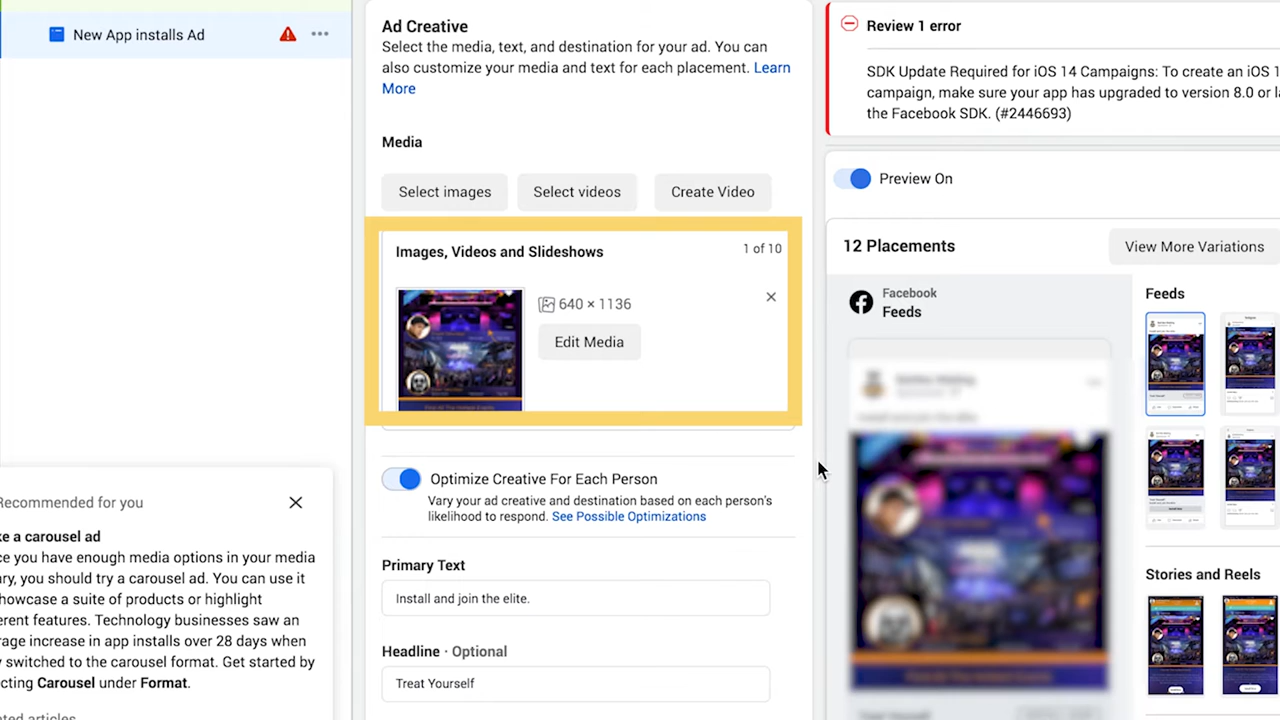 New App installs Ad
Recommended for you
a carousel ad
you have enough media options in your media
you should try a carousel ad. You can use it
a suite of products or highlight
features. Technology businesses saw an
increase in app installs over 28 days when
switched to the carousel format. Get started by
Carousel under Format.
articles
Ad Creative
Select the media, text, and destination for your ad. You can
also customize your media and text for each placement. Learn
More
Media
Select images
Select videos
Create Video
Images, Videos and Slideshows
1 of 10
640 × 1136
Edit Media
Optimize Creative For Each Person
Vary your ad creative and destination based on each person's
likelihood to respond. See Possible Optimizations
Primary Text
Install and join the elite.
Headline · Optional
Treat Yourself
Review 1 error
SDK Update Required for iOS 14 Campaigns: To create an iOS 1
campaign, make sure your app has upgraded to version 8.0 or
the Facebook SDK. (#2446693)
Preview On
12 Placements
View More Variations
Facebook
Feeds
Feeds
Stories and Reels